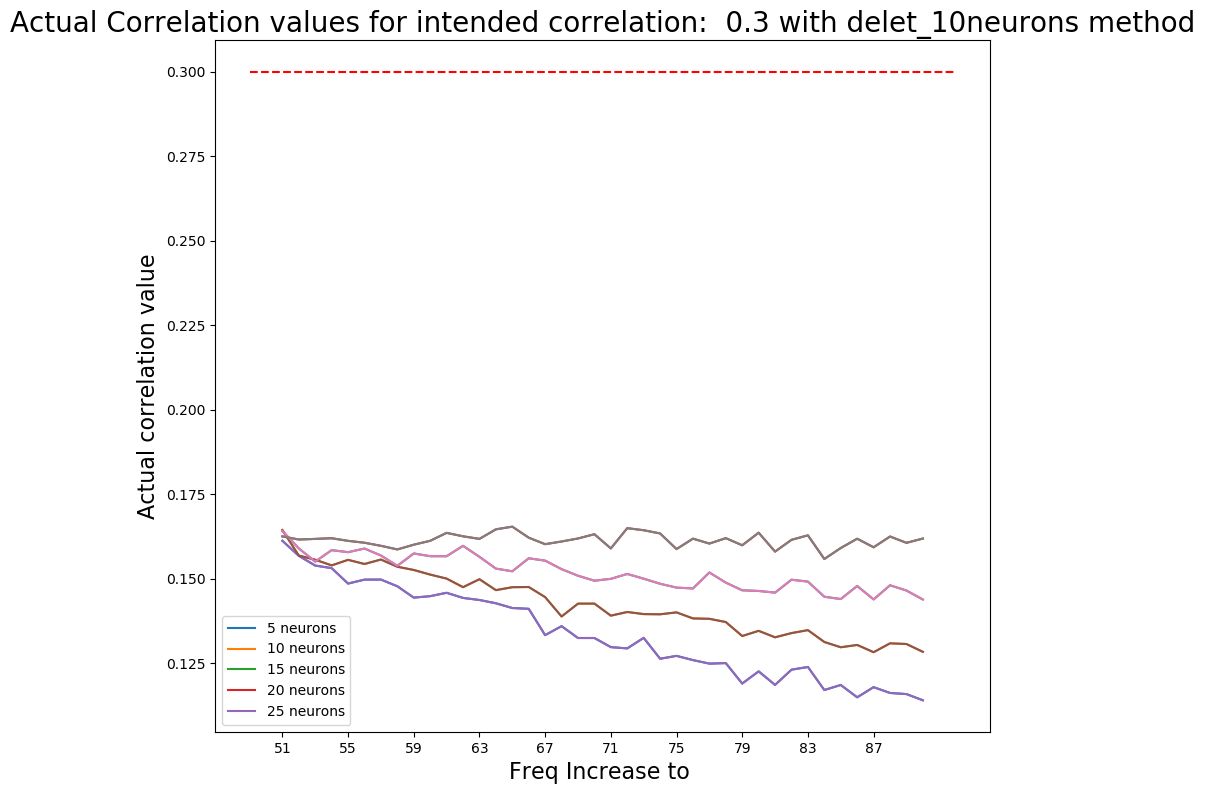 Actual Correlation values for intended correlation:  0.3 with delet_10neurons method
Actual correlation value
0.300
0.275
0.250
0.225
0.200
0.175
0.150
0.125
5 neurons
10 neurons
15 neurons
20 neurons
25 neurons
51 55 59 63 67 71 75 79 83 87
Freq Increase to